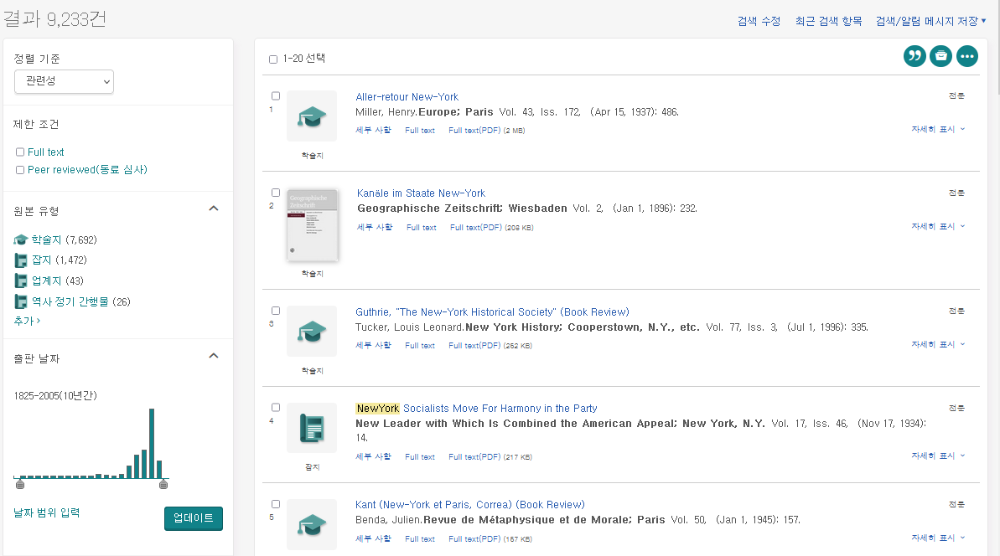 결과 9,233건
검색 수정 최근 검색 항목 검색/알림 메시지 저장
정렬 기준
관련성
제한 조건
Full text
Peer reviewed(동료 심사)
원본 유형
학술지 (7,692)
잡지 (1,472)
업계지 (43)
역사 정기 간행물 (26)
추가
출판 날짜
1825-2005(10년간)
날짜 범위 입력
업데이트
1-20 선택
1
Aller-retour New-York
전문
Miller, Henry.Europe; Paris Vol. 43, Iss. 172, (Apr 15, 1937): 486.
세부 사항 Full text Full text(PDF) (2 MB)
자세히 표시
학술지
2
Geographische
Zeitschrift
Kanäle im Staate New-York
전문
Geographische Zeitschrift; Wiesbaden Vol. 2, (Jan 1, 1896): 232.
세부 사항 Full text Full text(PDF) (208 KB)
자세히 표시
학술지
3
Guthrie, "The New-York Historical Society" (Book Review)
전문
Tucker, Louis Leonard.New York History; Cooperstown, N.Y., etc. Vol. 77, Iss. 3, (Jul 1, 1996): 335.
세부 사항 Full text Full text(PDF) (262 KB)
자세히 표시
학술지
4
NewYork Socialists Move For Harmony in the Party
전문
New Leader with Which Is Combined the American Appeal; New York, N.Y. Vol. 17, Iss. 46, (Nov 17, 1934):
14.
세부 사항 Full text Full text(PDF) (217 KB)
자세히 표시
잡지
5
Kant (New-York et Paris, Correa) (Book Review)
전문
Benda, Julien.Revue de Métaphysique et de Morale; Paris Vol. 50, (Jan 1, 1945): 157.
세부 사항 Full text Full text(PDF) (167 KB)
자세히 표시